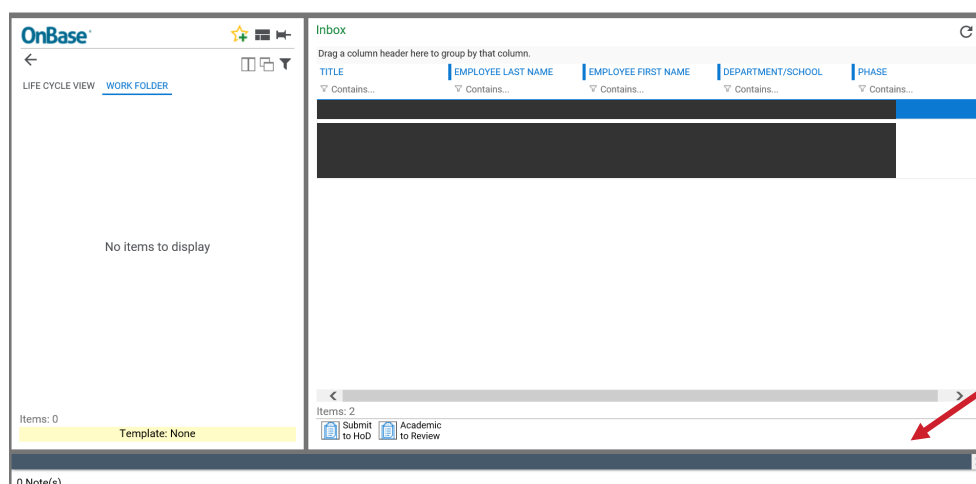 OnBase
LIFE CYCLE VIEW WORK FOLDER
No items to display
Items: 0
Template: None
Inbox
Drag a column header here to group by that column.
TITLE EMPLOYEE LAST NAME EMPLOYEE FIRST NAME DEPARTMENT/SCHOOL PHASE
Contains... Contains... Contains... Contains... Contains...
Items: 2
Submit Academic
to HoD to Review
0 Note(s)